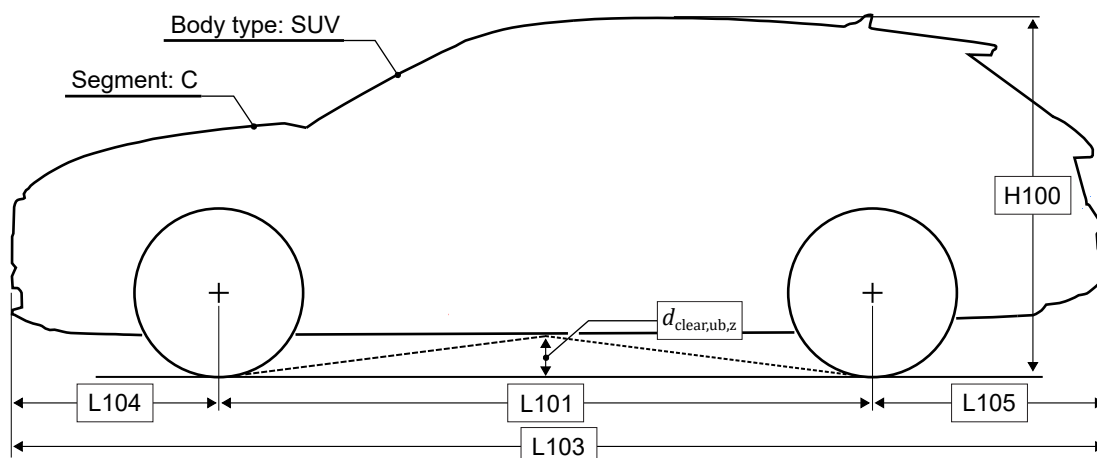 Body type: SUV
Segment: C
H100
d_clear,ub,z
L104
L101
L105
L103